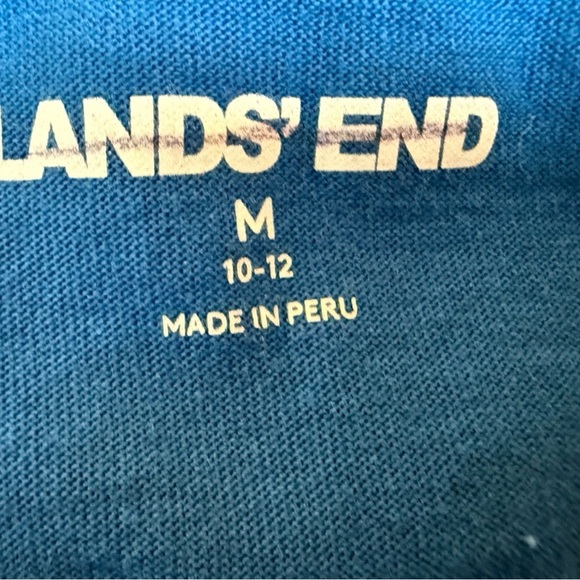 LANDS' END
M
10-12
MADE IN PERU